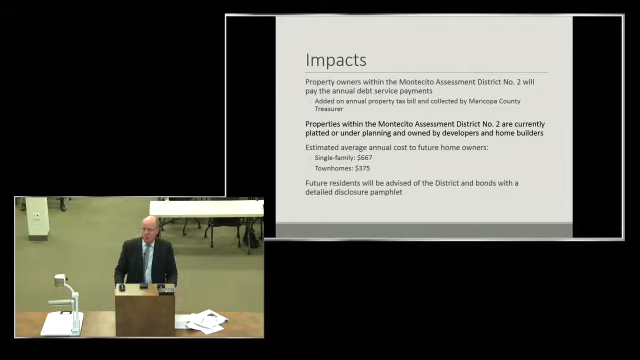 Impacts
Property owners within the Montecito Assessment District No. 2 will
pay the annual debt service payments
Added on annual property tax bill and collected by Maricopa County
Treasurer
Properties within the Montecito Assessment District No. 2 are currently
platted or under planning and owned by developers and home builders
Estimated average annual cost to future home owners:
Single-family: $667
Townhomes: $375
Future residents will be advised of the District and bonds with a
detailed disclosure pamphlet